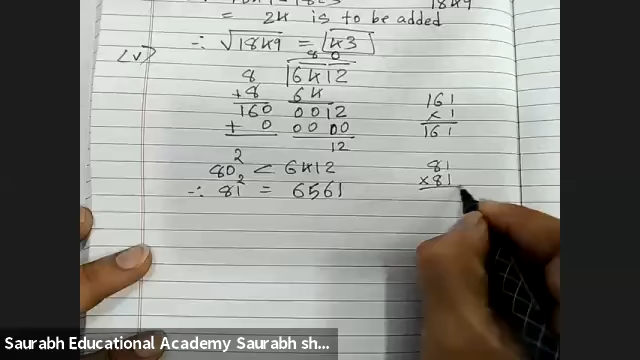 = 24 is to be added
1849
∴ √1849 = 43
(v)
8 0
8 6412
+8 64
160 0012
+ 0 0000
12
161
× 1
161
80² < 6412
∴ 81² = 6561
81
×81
Saurabh Educational Academy Saurabh sh...